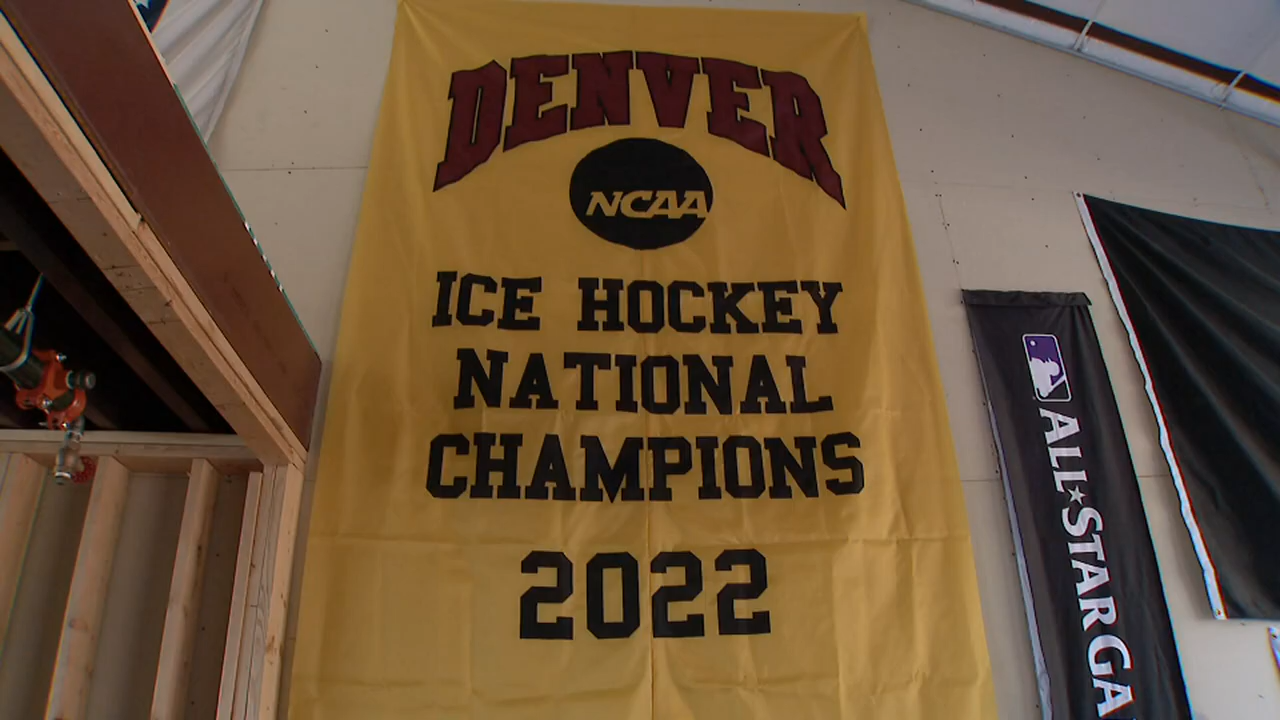 DENVER
NCAA
ICE HOCKEY
NATIONAL
CHAMPIONS
2022
ALL★STAR GA